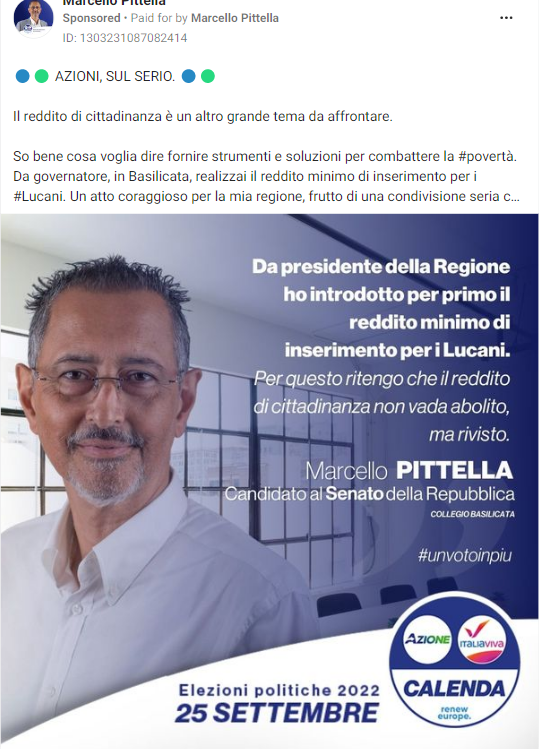 Marcello Pittella
Sponsored • Paid for by Marcello Pittella
ID: 1303231087082414
AZIONI, SUL SERIO.
Il reddito di cittadinanza è un altro grande tema da affrontare.
So bene cosa voglia dire fornire strumenti e soluzioni per combattere la #povertà.
Da governatore, in Basilicata, realizzai il reddito minimo di inserimento per i
#Lucani. Un atto coraggioso per la mia regione, frutto di una condivisione seria c...
Da presidente della Regione
ho introdotto per primo il
reddito minimo di
inserimento per i Lucani.
Per questo ritengo che il reddito
di cittadinanza non vada abolito,
ma rivisto.
Marcello PITTELLA
Candidato al Senato della Repubblica
COLLEGIO BASILICATA
#unvotoinpiu
AZIONE
ITALIAVIVA
CALENDA
renew
europe.
Elezioni politiche 2022
25 SETTEMBRE